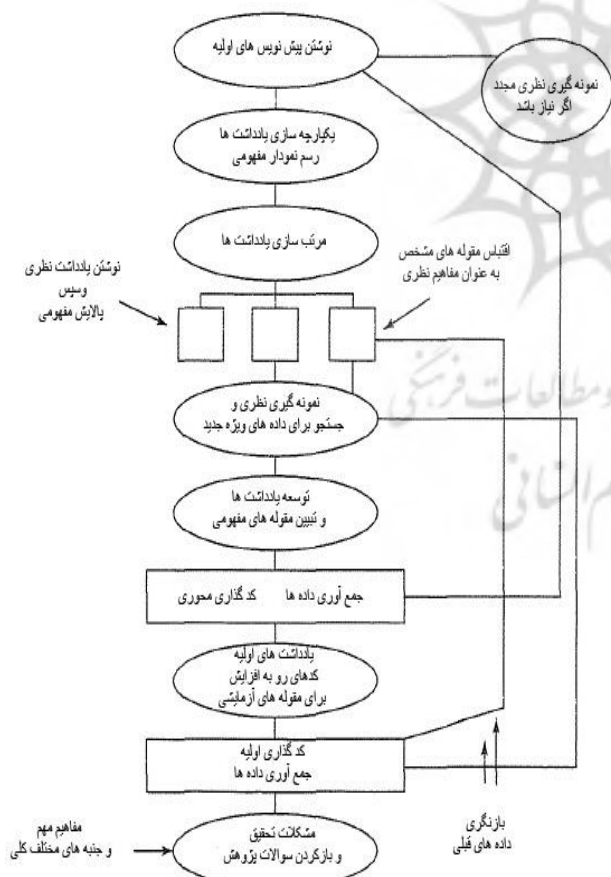 نوشتن پیش نویس های اولیه
نمونه گیری نظری مجدد
اگر نیاز باشد
یکپارچه سازی یادداشت ها
رسم نمودار مفهومی
مرتب سازی یادداشت ها
اقتباس مقوله های مشخص
به عنوان مفاهیم نظری
نوشتن یادداشت نظری
وسپس
پالایش مفهومی
نمونه گیری نظری و
جستجو برای داده های ویژه جدید
ومطالعات فرهنگی
م انسانی
توسعه یادداشت ها
و تبیین مقوله های مفهومی
جمع آوری داده ها کد گذاری محوری
یادداشت های اولیه
کدهای رو به افزایش
برای مقوله های آزمایشی
کد گذاری اولیه
جمع آوری داده ها
بازنگری
داده های قبلی
مشکلات تحقیق
و بازکردن سوالات پژوهش
مفاهیم مهم
و جنبه های مختلف کلی